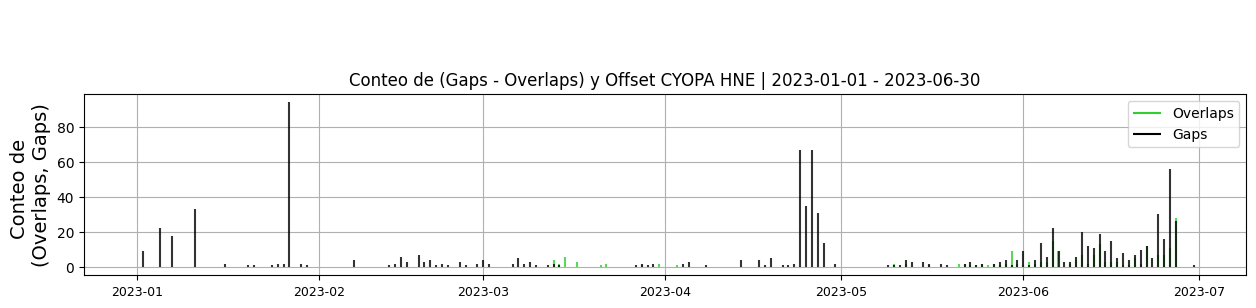 Conteo de (Gaps - Overlaps) y Offset CYOPA HNE | 2023-01-01 - 2023-06-30
Conteo de
(Overlaps, Gaps)
80
60
40
20
0
Overlaps
Gaps
2023-01
2023-02
2023-03
2023-04
2023-05
2023-06
2023-07